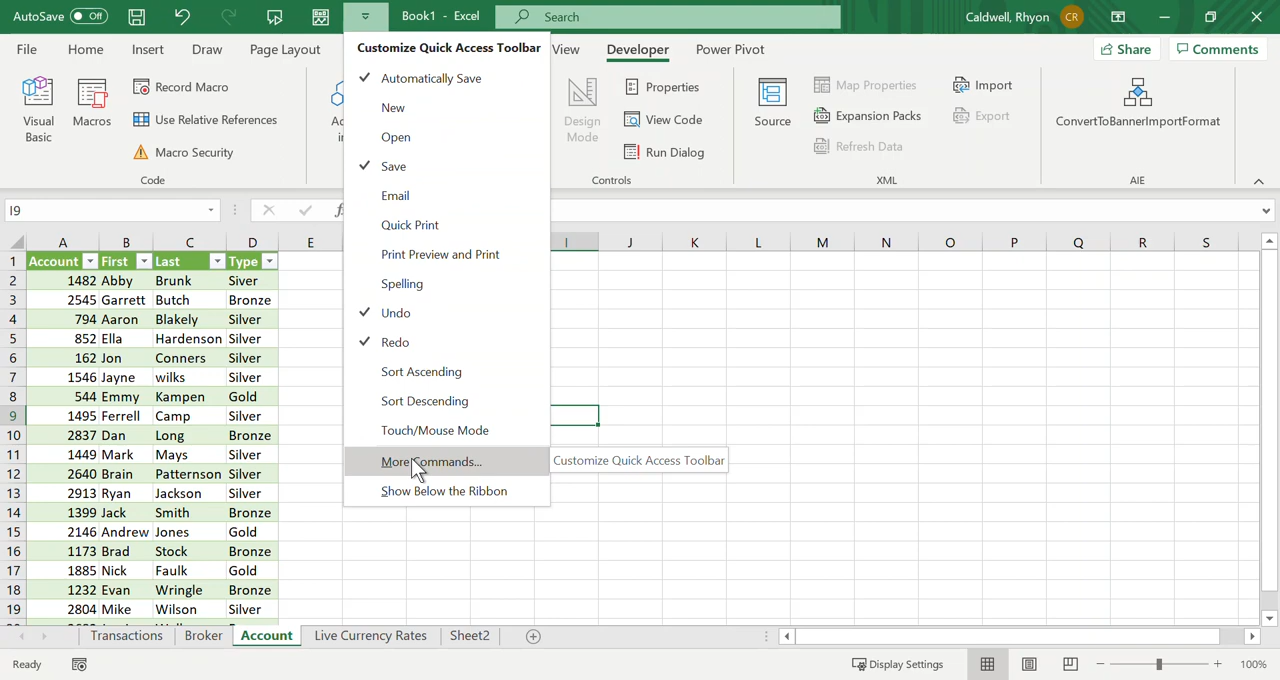 AutoSave Off Book1 - Excel Search Caldwell, Rhyon CR
File Home Insert Draw Page Layout View Developer Power Pivot Share Comments
Customize Quick Access Toolbar
Automatically Save
New
Open
Save
Email
Quick Print
Print Preview and Print
Spelling
Undo
Redo
Sort Ascending
Sort Descending
Touch/Mouse Mode
More Commands...
Show Below the Ribbon
Customize Quick Access Toolbar
Visual Basic
Macros
Record Macro
Use Relative References
Macro Security
Code
Design Mode
Properties
View Code
Run Dialog
Controls
Source
Map Properties
Expansion Packs
Refresh Data
Import
Export
XML
ConvertToBannerImportFormat
AIE
I9
A B C D E I J K L M N O P Q R S
1 Account First Last Type
2 1482 Abby Brunk Siver
3 2545 Garrett Butch Bronze
4 794 Aaron Blakely Silver
5 852 Ella Hardenson Silver
6 162 Jon Conners Silver
7 1546 Jayne wilks Silver
8 544 Emmy Kampen Gold
9 1495 Ferrell Camp Silver
10 2837 Dan Long Bronze
11 1449 Mark Mays Silver
12 2640 Brain Patternson Silver
13 2913 Ryan Jackson Silver
14 1399 Jack Smith Bronze
15 2146 Andrew Jones Gold
16 1173 Brad Stock Bronze
17 1885 Nick Faulk Gold
18 1232 Evan Wringle Bronze
19 2804 Mike Wilson Silver
Transactions Broker Account Live Currency Rates Sheet2
Ready Display Settings 100%